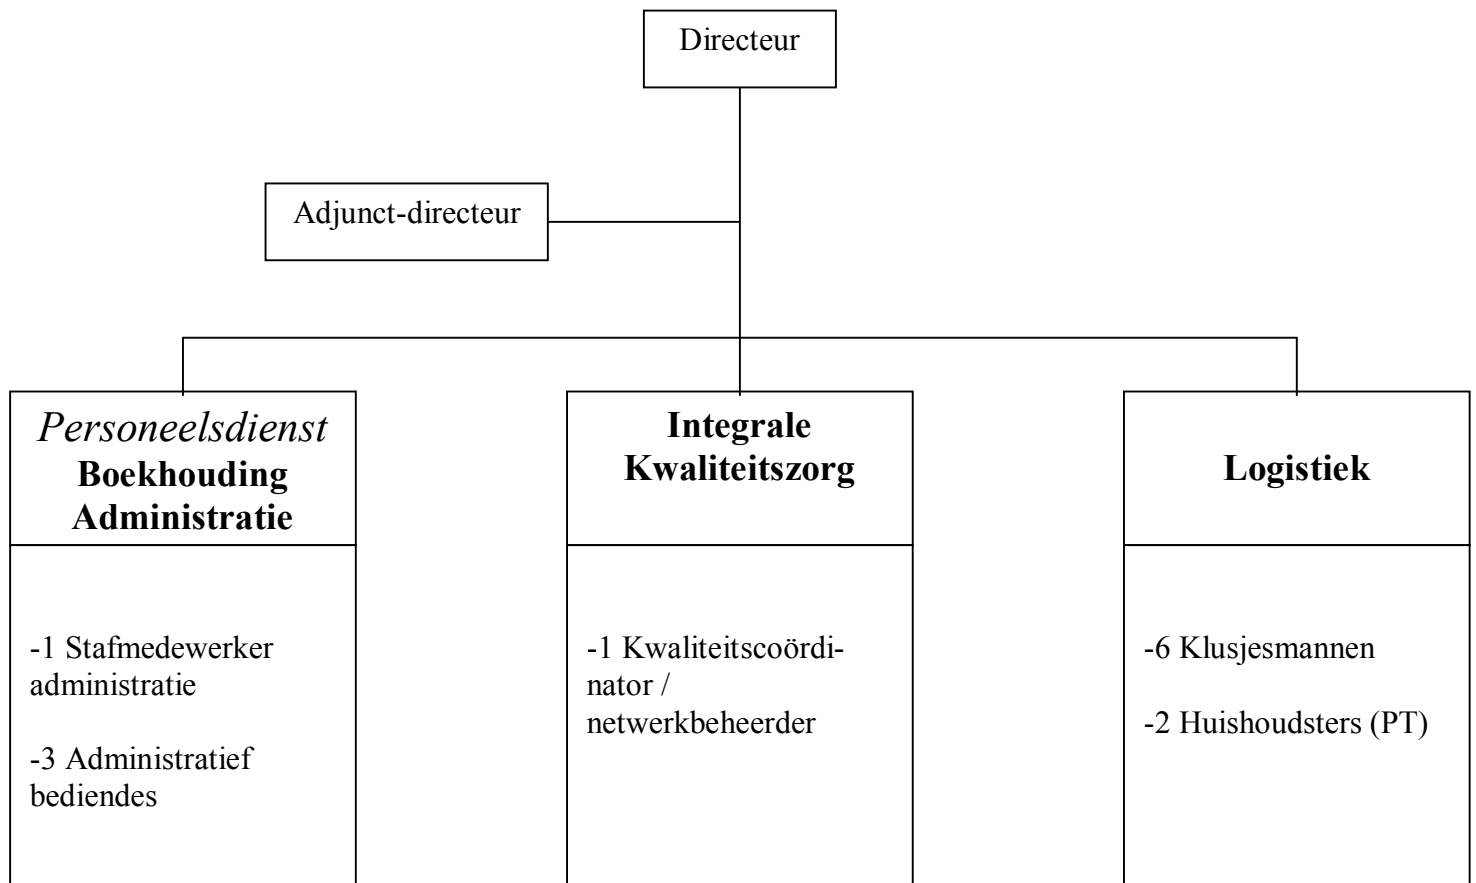 Directeur
Adjunct-directeur
Personeelsdienst
Boekhouding
Administratie
-1 Stafmedewerker
administratie
-3 Administratief
bediendes
Integrale
Kwaliteitszorg
-1 Kwaliteitscoördi-
nator /
netwerkbeheerder
Logistiek
-6 Klusjesmannen
-2 Huishoudsters (PT)